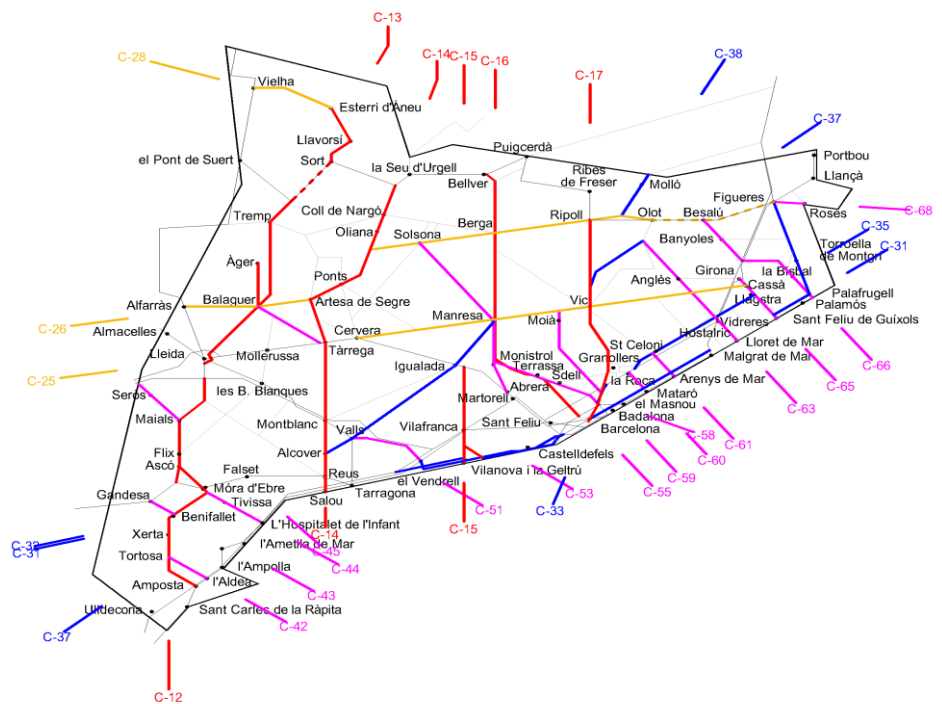 C-13
C-14
C-15
C-16
C-17
C-38
C-28
Vielha
Esterri d'Àneu
Llavorsí
Sort
el Pont de Suert
la Seu d'Urgell
Puigcerdà
Bellver
Ribes
de Freser
Molló
C-37
Portbou
Llançà
Figueres
Roses
C-68
Tremp
Coll de Nargó
Oliana
Solsona
Berga
Ripoll
Olot
Besalú
Banyoles
C-35
Torroella
de Montgrí
C-31
Àger
Ponts
Anglès
Girona
la Bisbal
Cassà
Llagostra
Palafrugell
Palamós
Alfarràs
Balaguer
Artesa de Segre
Vic
C-26
Almacelles
Cervera
Manresa
Moià
Hostalric
Vidreres
Sant Feliu de Guíxols
Lleida
Mollerussa
Tàrrega
Igualada
Monistrol
Terrassa
Sdell
St Celoni
Granollers
Lloret de Mar
Malgrat de Mar
C-66
C-25
Seròs
les B. Blanques
Abrera
Martorell
la Roca
Arenys de Mar
C-65
Maials
Montblanc
Valls
Vilafranca
Sant Feliu
Mataró
el Masnou
Badalona
Barcelona
C-63
Flix
Ascó
Alcover
Castelldefels
C-58
C-61
C-60
Falset
Reus
el Vendrell
Vilanova i la Geltrú
C-59
C-55
Gandesa
Móra d'Ebre
Tivissa
Salou
Tarragona
C-51
C-53
C-33
Benifallet
L'Hospitalet de l'Infant
C-15
C-14
Xerta
l'Ametlla de Mar
C-45
C-32
C-31
Tortosa
l'Ampolla
C-44
Amposta
l'Aldea
C-43
Ulldecona
Sant Carles de la Ràpita
C-42
C-37
C-12